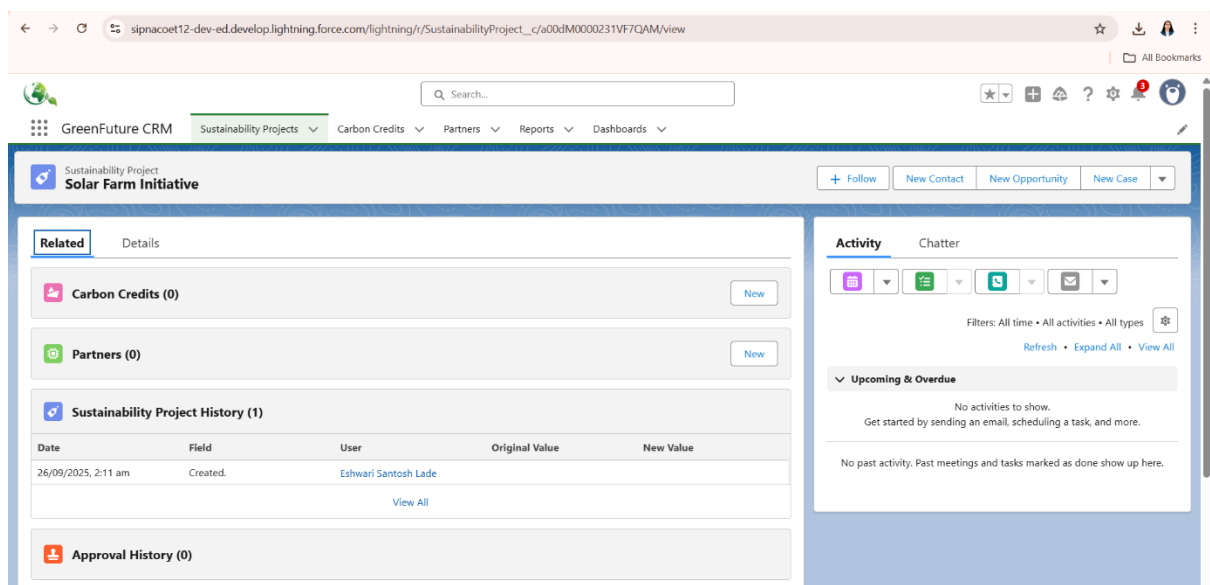 sipnacoet12-dev-ed.develop.lightning.force.com/lightning/r/SustainabilityProject__c/a00dM0000231VF7QAM/view
All Bookmarks
Search...
3
GreenFuture CRM Sustainability Projects Carbon Credits Partners Reports Dashboards
Sustainability Project
Solar Farm Initiative
+ Follow New Contact New Opportunity New Case
Related Details
Carbon Credits (0) New
Partners (0) New
Sustainability Project History (1)
Date Field User Original Value New Value
26/09/2025, 2:11 am Created. Eshwari Santosh Lade
View All
Approval History (0)
Activity Chatter
Filters: All time • All activities • All types
Refresh • Expand All • View All
Upcoming & Overdue
No activities to show.
Get started by sending an email, scheduling a task, and more.
No past activity. Past meetings and tasks marked as done show up here.